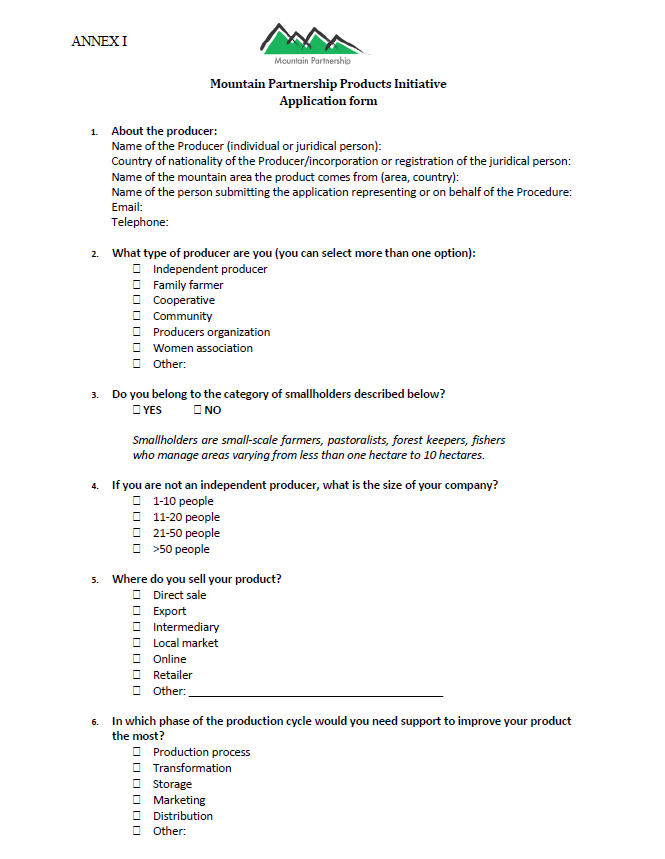 ANNEX I
Mountain Partnership
Mountain Partnership Products Initiative
Application form
1. About the producer:
Name of the Producer (individual or juridical person):
Country of nationality of the Producer/incorporation or registration of the juridical person:
Name of the mountain area the product comes from (area, country):
Name of the person submitting the application representing or on behalf of the Procedure:
Email:
Telephone:
2. What type of producer are you (you can select more than one option):
☐ Independent producer
☐ Family farmer
☐ Cooperative
☐ Community
☐ Producers organization
☐ Women association
☐ Other:
3. Do you belong to the category of smallholders described below?
☐ YES ☐ NO
Smallholders are small-scale farmers, pastoralists, forest keepers, fishers
who manage areas varying from less than one hectare to 10 hectares.
4. If you are not an independent producer, what is the size of your company?
☐ 1-10 people
☐ 11-20 people
☐ 21-50 people
☐ >50 people
5. Where do you sell your product?
☐ Direct sale
☐ Export
☐ Intermediary
☐ Local market
☐ Online
☐ Retailer
☐ Other: ________________________________________
6. In which phase of the production cycle would you need support to improve your product
the most?
☐ Production process
☐ Transformation
☐ Storage
☐ Marketing
☐ Distribution
☐ Other: